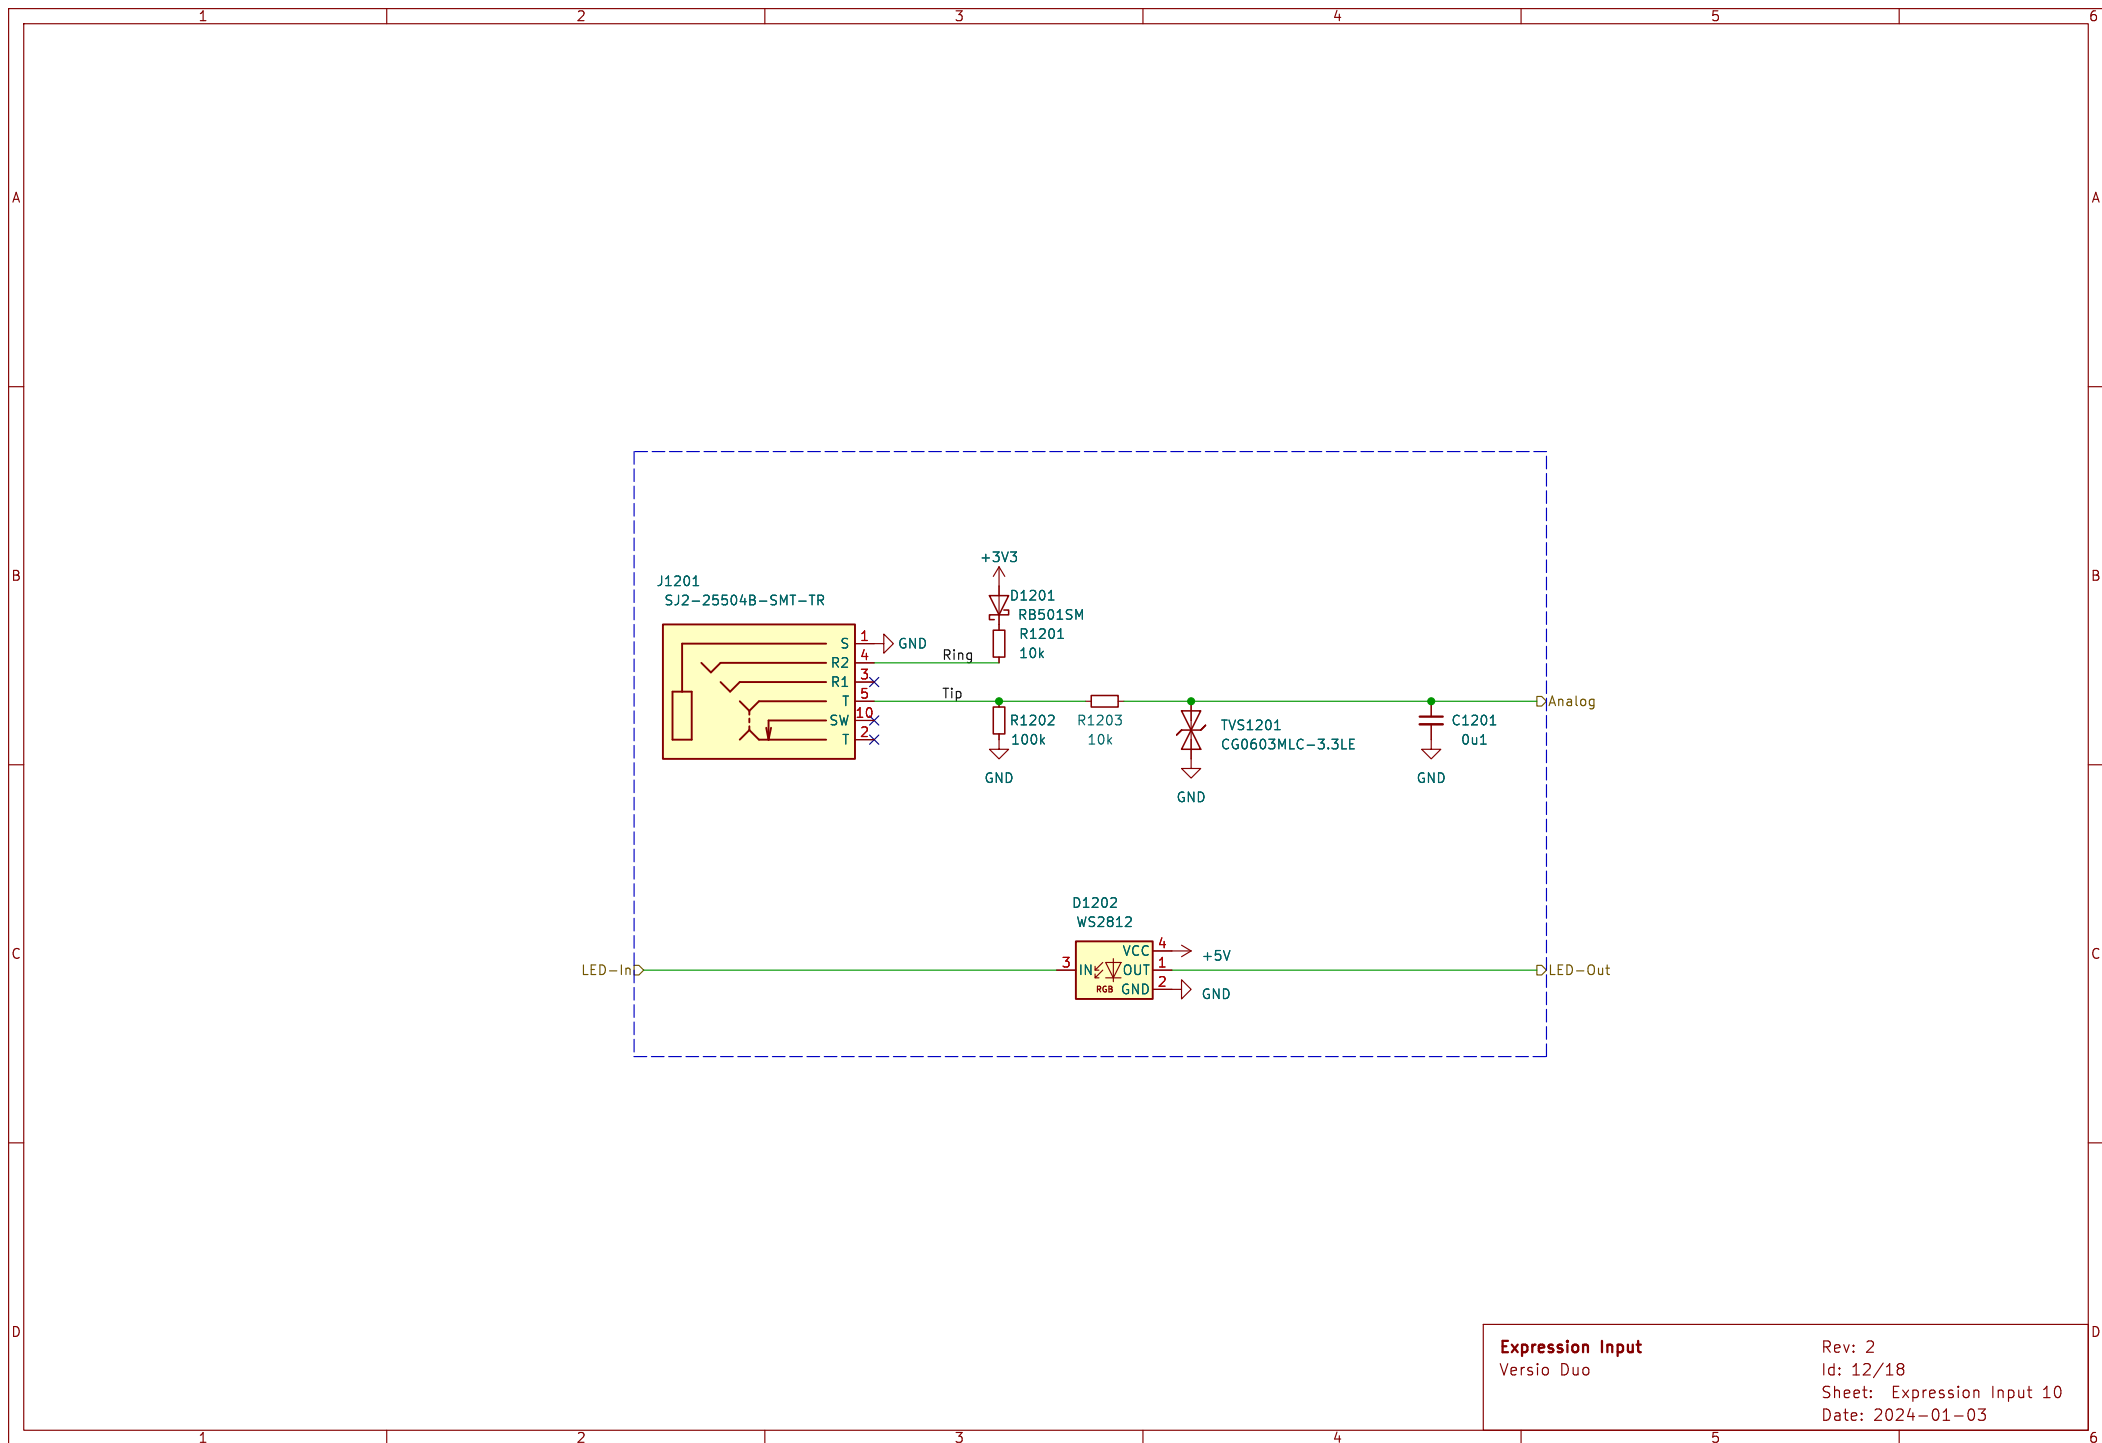 1 2 3 4 5 6
A A
B B
C C
D D
+3V3
D1201
RB501SM
R1201
10k
J1201
SJ2-25504B-SMT-TR
S 1 GND
R2 4 Ring
R1 3
T 5 Tip
SW 10
T 2
R1202
100k
GND
R1203
10k
TVS1201
CG0603MLC-3.3LE
GND
C1201
0u1
GND
Analog
D1202
WS2812
LED-In
3 IN
VCC 4 +5V
OUT 1
GND 2 GND
RGB
LED-Out
Expression Input
Versio Duo
Rev: 2
Id: 12/18
Sheet: Expression Input 10
Date: 2024-01-03
1 2 3 4 5 6